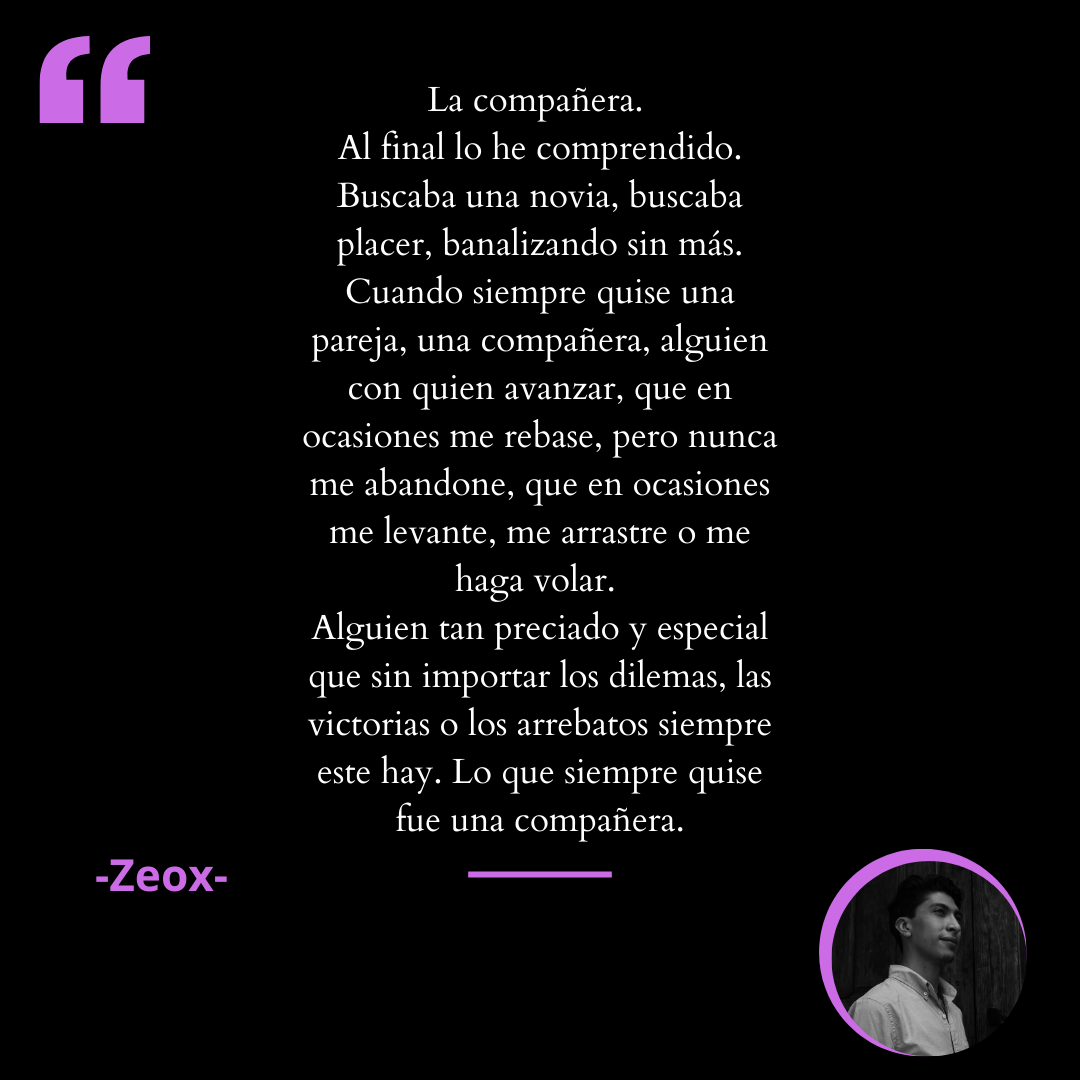 La compañera.
Al final lo he comprendido.
Buscaba una novia, buscaba
placer, banalizando sin más.
Cuando siempre quise una
pareja, una compañera, alguien
con quien avanzar, que en
ocasiones me rebase, pero nunca
me abandone, que en ocasiones
me levante, me arrastre o me
haga volar.
Alguien tan preciado y especial
que sin importar los dilemas, las
victorias o los arrebatos siempre
este hay. Lo que siempre quise
fue una compañera.
-Zeox-